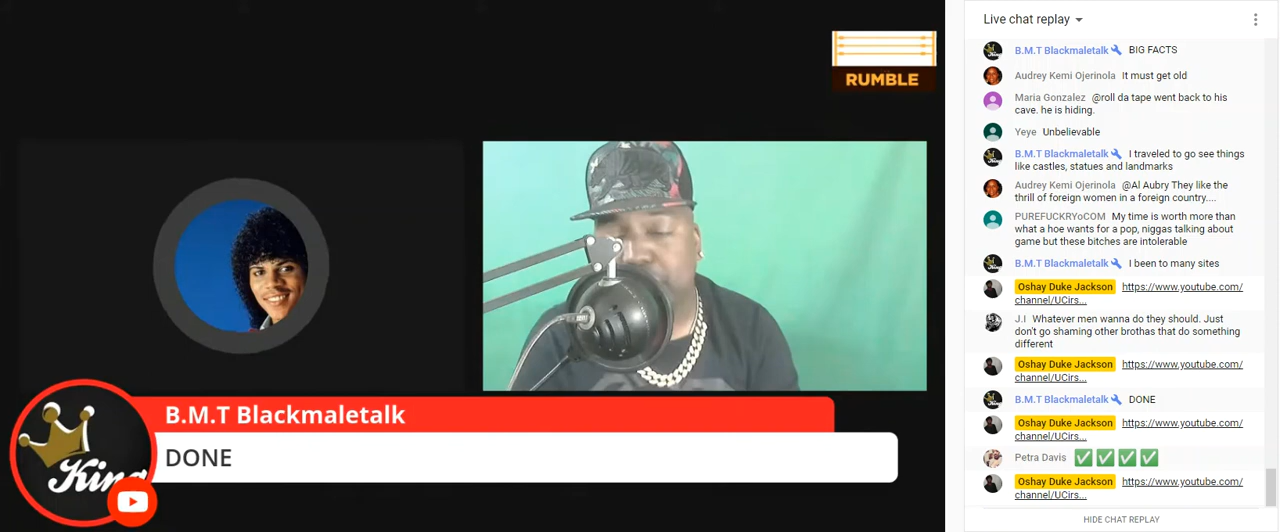 RUMBLE
B.M.T Blackmaletalk
DONE
King
Live chat replay
B.M.T Blackmaletalk BIG FACTS
Audrey Kemi Ojerinola It must get old
Maria Gonzalez @roll da tape went back to his
cave. he is hiding.
Yeye Unbelievable
B.M.T Blackmaletalk I traveled to go see things
like castles, statues and landmarks
Audrey Kemi Ojerinola @Al Aubry They like the
thrill of foreign women in a foreign country....
PUREFUCKRYoCOM My time is worth more than
what a hoe wants for a pop, niggas talking about
game but these bitches are intolerable
B.M.T Blackmaletalk I been to many sites
Oshay Duke Jackson https://www.youtube.com/
channel/UCirs...
J.I Whatever men wanna do they should. Just
don't go shaming other brothas that do something
different
Oshay Duke Jackson https://www.youtube.com/
channel/UCirs...
B.M.T Blackmaletalk DONE
Oshay Duke Jackson https://www.youtube.com/
channel/UCirs...
Petra Davis ✅✅✅✅
Oshay Duke Jackson https://www.youtube.com/
channel/UCirs...
HIDE CHAT REPLAY